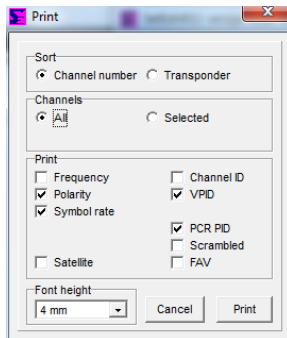 Print
Sort
Channel number Transponder
Channels
All Selected
Print
Frequency Channel ID
Polarity VPID
Symbol rate
PCR PID
Scrambled
Satellite FAV
Font height
4 mm Cancel Print